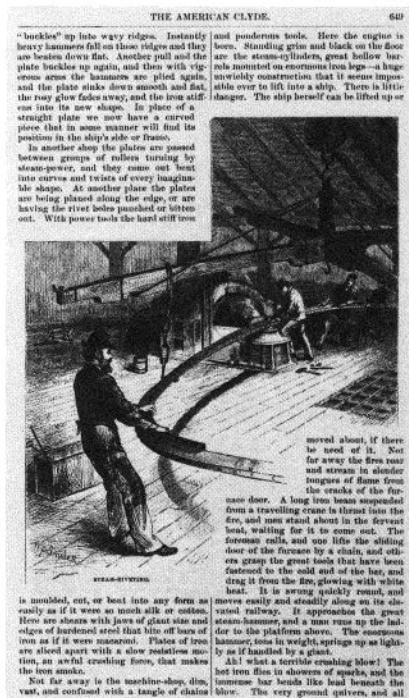 THE AMERICAN CLYDE. 649
"buckles" up into wavy ridges. Instantly
heavy hammers fall on these ridges and they
are beaten down flat. Another pull and the
plate buckles up again, and then with vig-
erous arms the hammers are plied again,
and the plate sinks down smooth and flat,
the rosy glow fades away, and the iron stiff-
ens into its new shape. In place of a
straight plate we now have a curved
piece that in some manner will find its
position in the ship's side or frame.
In another shop the plates are passed
between groups of rollers turning by
steam-power, and they come out bent
into curves and twists of every imagina-
ble shape. At another place the plates
are being planed along the edge, or are
having the rivet holes punched or bitten
out. With power tools the hard stiff iron
STEAM-RIVETING.
is moulded, cut, or bent into any form as
easily as if it were so much silk or cotton.
Here are shears with jaws of giant size and
edges of hardened steel that bite off bars of
iron as if it were macaroni. Plates of iron
are sliced apart with a slow resistless mo-
tion, an awful crushing force, that makes
the iron smoke.
Not far away is the machine-shop, dim,
vast, and confused with a tangle of chains
and ponderous tools. Here the engine is
born. Standing grim and black on the floor
are the steam-cylinders, great hollow bar-
rels mounted on enormous iron legs—a huge
unwieldy construction that it seems impos-
sible ever to lift into a ship. There is little
danger. The ship herself can be lifted up or
moved about, if there
be need of it. Not
far away the fires roar
and stream in slender
tongues of flame from
the cracks of the fur-
nace door. A long iron beam suspended
from a travelling crane is thrust into the
fire, and men stand about in the fervent
heat, waiting for it to come out. The
foreman calls, and one lifts the sliding
door of the furnace by a chain, and oth-
ers grasp the great tools that have been
fastened to the cold end of the bar, and
drag it from the fire, glowing with white
heat. It is swung quickly round, and
moves easily and steadily along on its ele-
vated railway. It approaches the great
steam-hammer, and a man runs up the lad-
der to the platform above. The enormous
hammer, tons in weight, springs up as light-
ly as if handled by a giant.
Ah! what a terrible crushing blow! The
hot iron flies in showers of sparks, and the
immense bar bends like lead beneath the
blow. The very ground quivers, and all